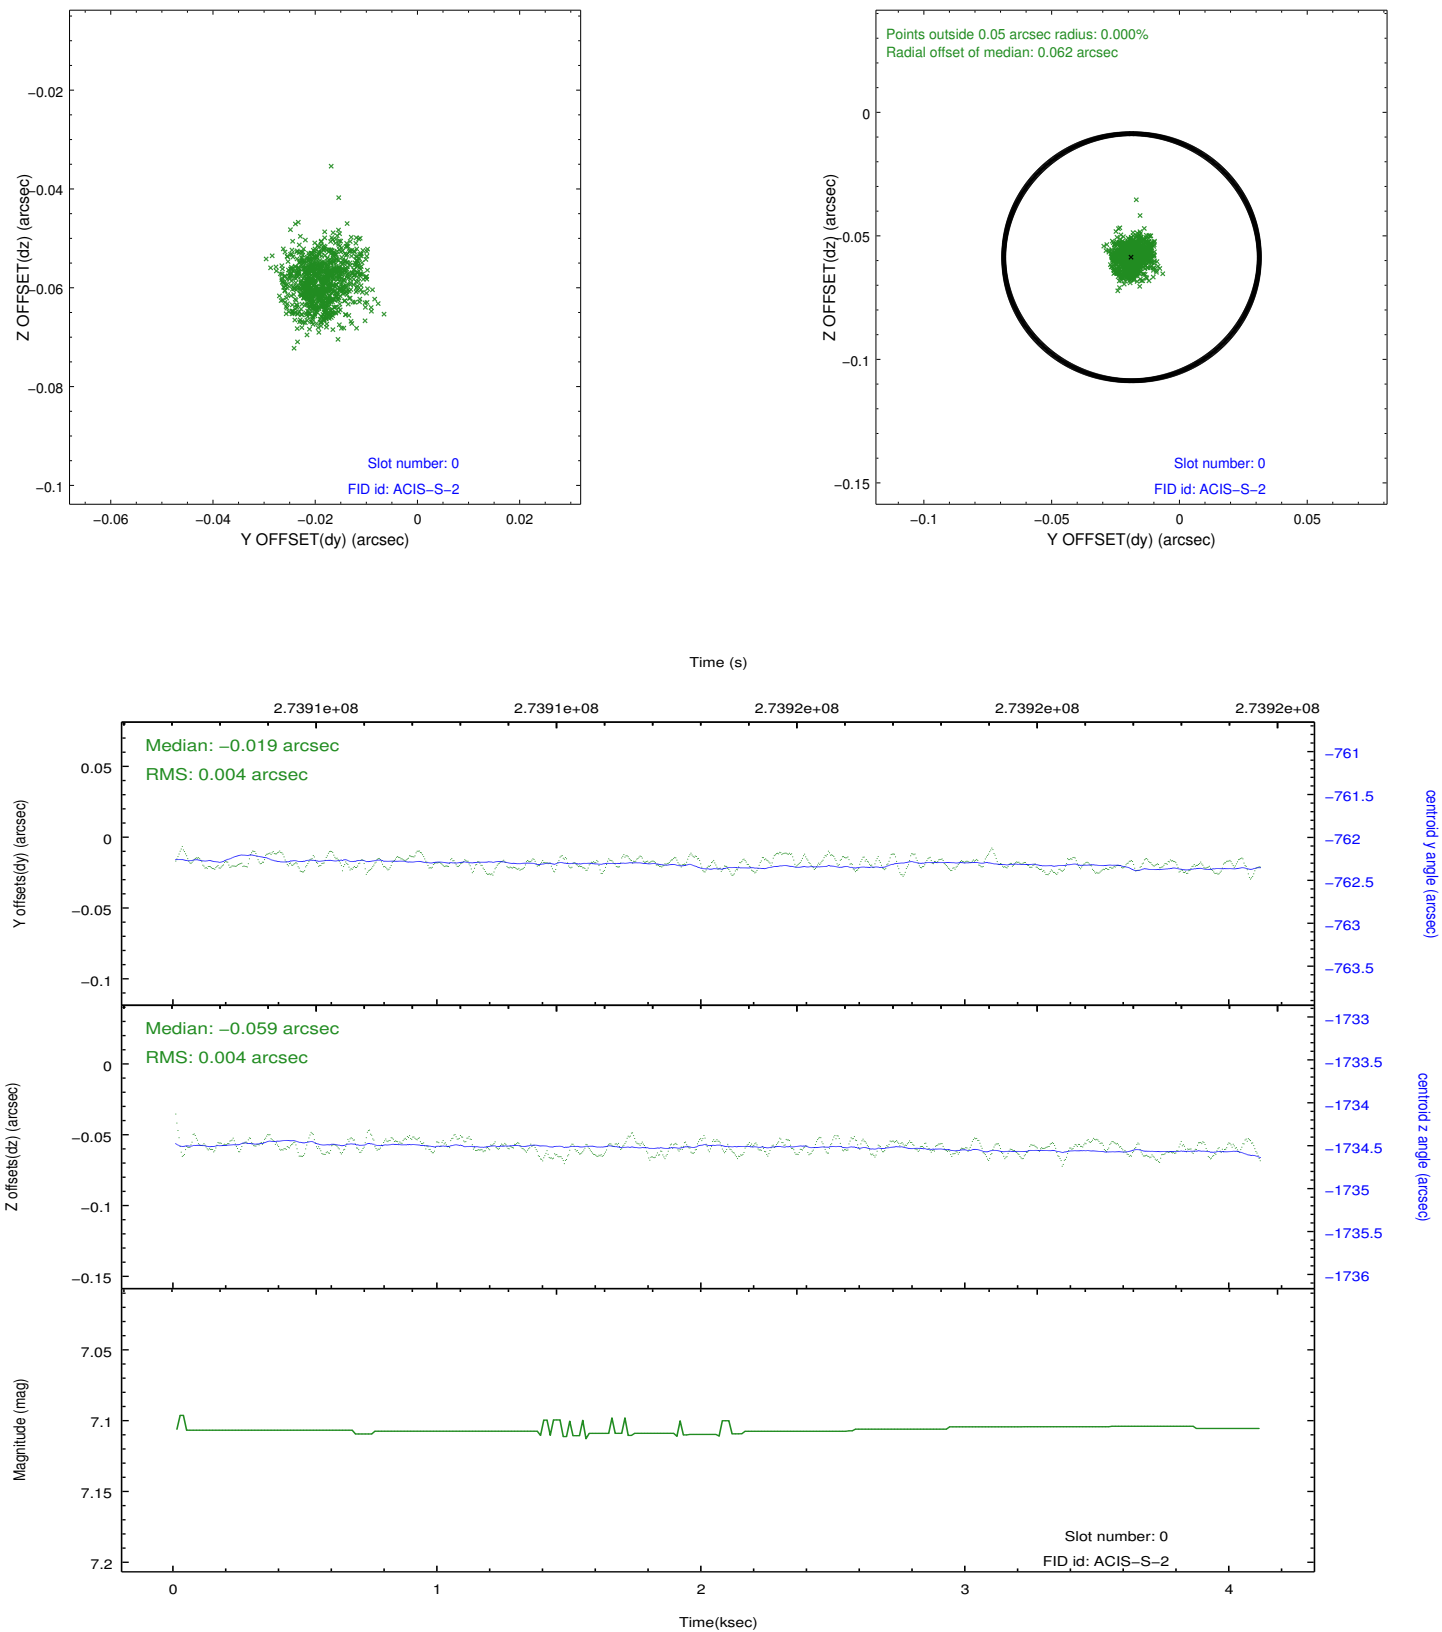 −0.02
−0.04
−0.06
−0.08
−0.1
Z OFFSET(dz) (arcsec)
Slot number: 0
FID id: ACIS−S−2
−0.06
−0.04
−0.02
0
0.02
Y OFFSET(dy) (arcsec)
Points outside 0.05 arcsec radius: 0.000%
Radial offset of median: 0.062 arcsec
0
−0.05
−0.1
−0.15
Z OFFSET(dz) (arcsec)
Slot number: 0
FID id: ACIS−S−2
−0.1
−0.05
0
0.05
Y OFFSET(dy) (arcsec)
Time (s)
2.7391e+08
2.7391e+08
2.7392e+08
2.7392e+08
2.7392e+08
Median: −0.019 arcsec
RMS: 0.004 arcsec
0.05
0
−0.05
−0.1
Y offsets(dy) (arcsec)
−761
−761.5
−762
−762.5
−763
−763.5
centroid y angle (arcsec)
Median: −0.059 arcsec
RMS: 0.004 arcsec
0
−0.05
−0.1
−0.15
Z offsets(dz) (arcsec)
−1733
−1733.5
−1734
−1734.5
−1735
−1735.5
−1736
centroid z angle (arcsec)
7.05
7.1
7.15
7.2
Magnitude (mag)
Slot number: 0
FID id: ACIS−S−2
0
1
2
3
4
Time(ksec)